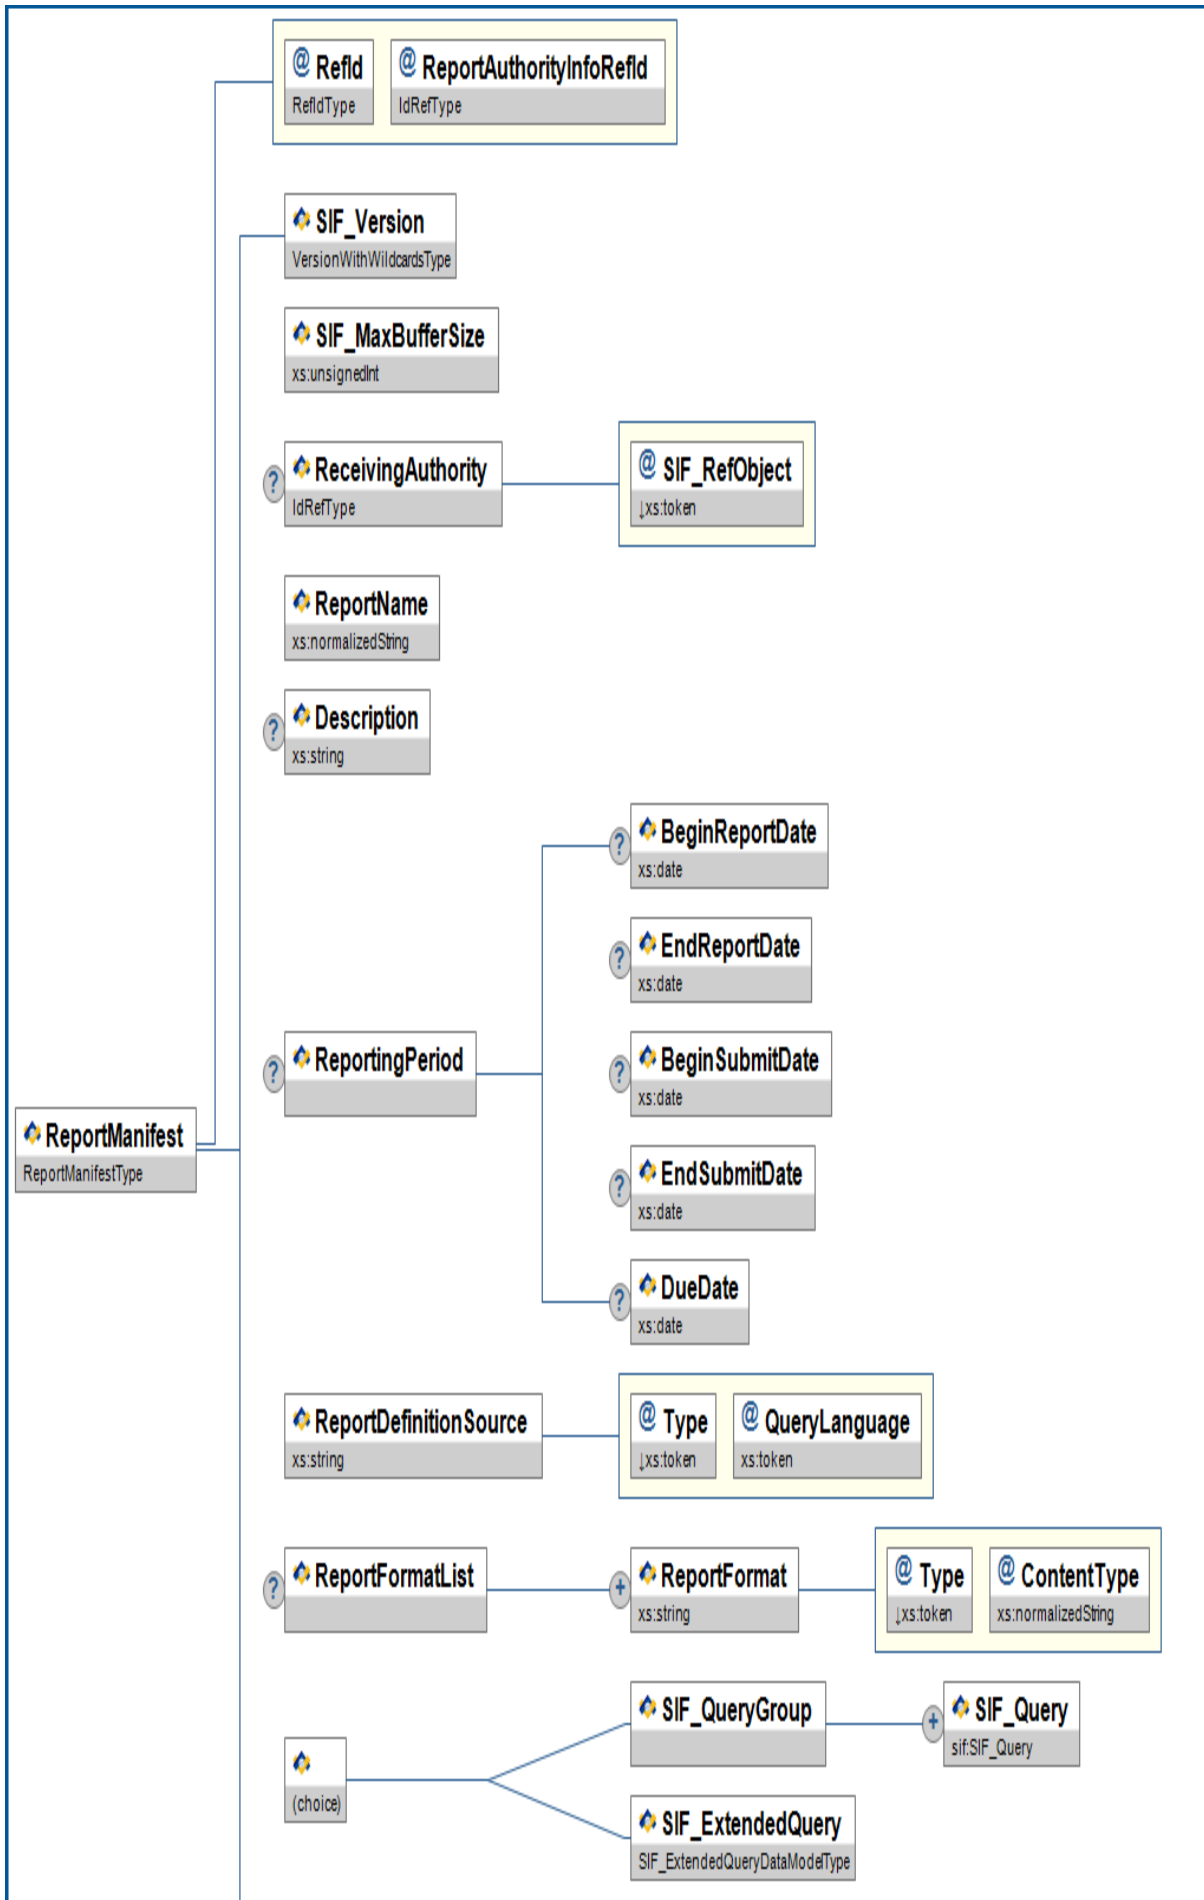 @ RefId
RefIdType
@ ReportAuthorityInfoRefId
IdRefType
SIF_Version
VersionWithWildcardsType
SIF_MaxBufferSize
xs:unsignedInt
? ReceivingAuthority
IdRefType
@ SIF_RefObject
↓xs:token
ReportName
xs:normalizedString
? Description
xs:string
? BeginReportDate
xs:date
? EndReportDate
xs:date
? ReportingPeriod
? BeginSubmitDate
xs:date
ReportManifest
ReportManifestType
? EndSubmitDate
xs:date
? DueDate
xs:date
ReportDefinitionSource
xs:string
@ Type
↓xs:token
@ QueryLanguage
xs:token
? ReportFormatList
+ ReportFormat
xs:string
@ Type
↓xs:token
@ ContentType
xs:normalizedString
(choice)
SIF_QueryGroup
+ SIF_Query
sif:SIF_Query
SIF_ExtendedQuery
SIF_ExtendedQueryDataModelType